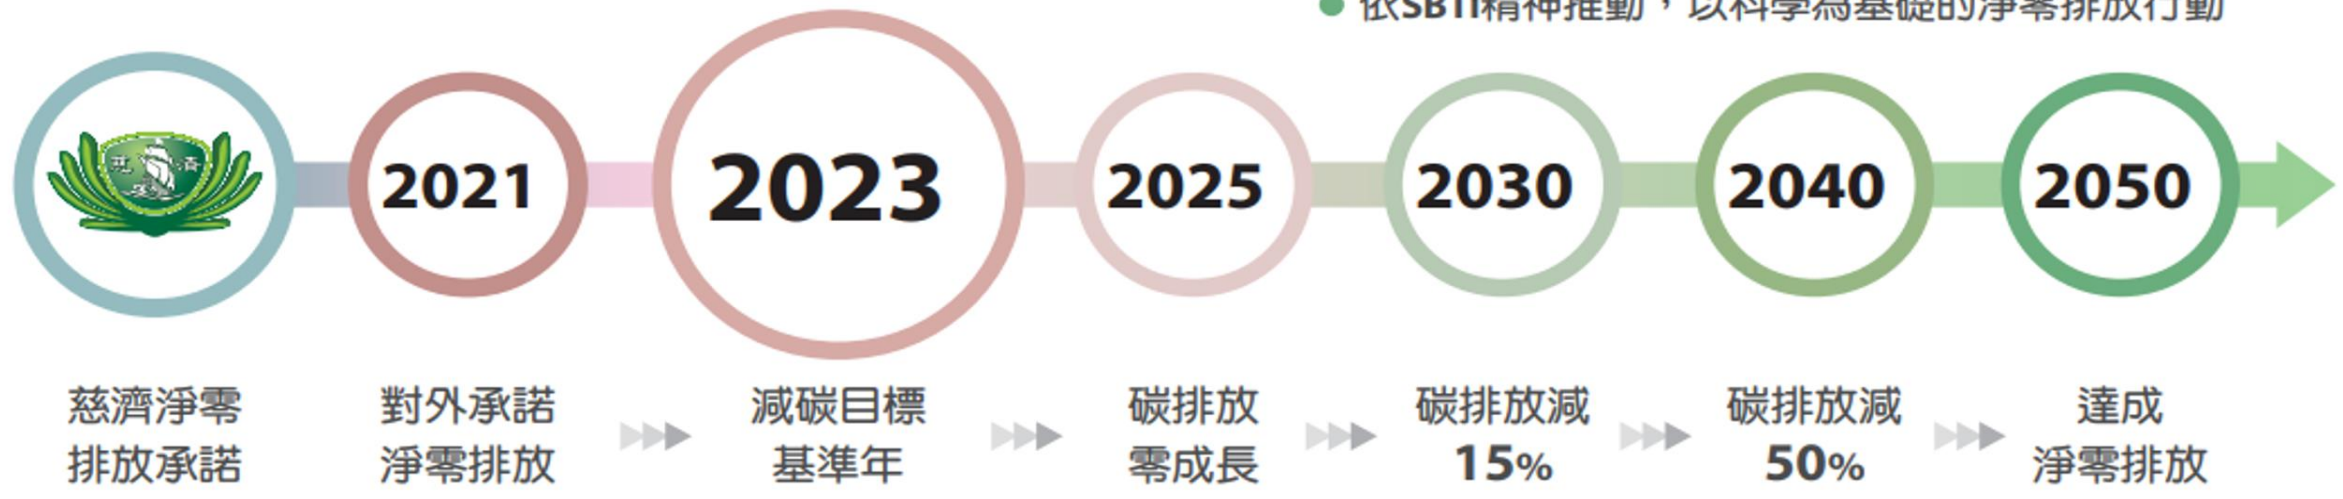 依SBTi精神推動，以科學為基礎的淨零排放行動
2021
2023
2025
2030
2040
2050
慈濟淨零
排放承諾
對外承諾
淨零排放
減碳目標
基準年
碳排放
零成長
碳排放減
15%
碳排放減
50%
達成
淨零排放